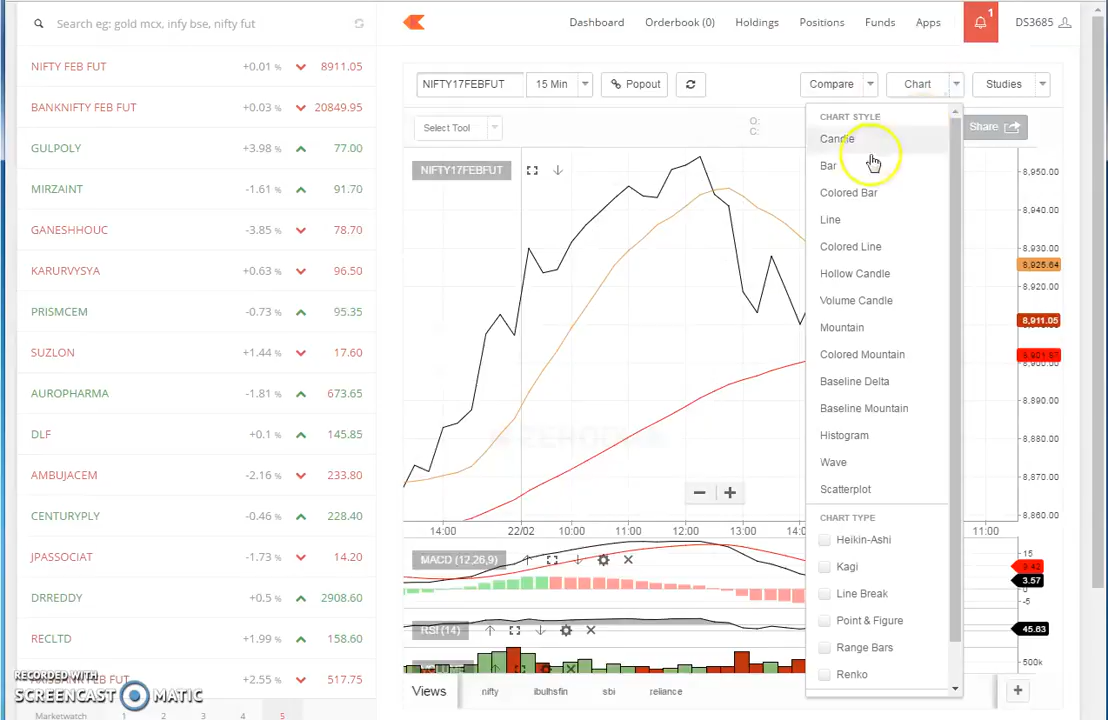 Search eg: gold mcx, infy bse, nifty fut
Dashboard Orderbook (0) Holdings Positions Funds Apps 1 DS3685
NIFTY FEB FUT +0.01 % 8911.05
BANKNIFTY FEB FUT +0.03 % 20849.95
GULPOLY +3.98 % 77.00
MIRZAINT -1.61 % 91.70
GANESHHOUC -3.85 % 78.70
KARURVYSYA +0.63 % 96.50
PRISMCEM -0.73 % 95.35
SUZLON +1.44 % 17.60
AUROPHARMA -1.81 % 673.65
DLF +0.1 % 145.85
AMBUJACEM -2.16 % 233.80
CENTURYPLY -0.46 % 228.40
JPASSOCIAT -1.73 % 14.20
DRREDDY +0.5 % 2908.60
RECLTD +1.99 % 158.60
+2.55 % 517.75
Marketwatch 1 2 3 4 5
RECORDED WITH
SCREENCAST MATIC
NIFTY17FEBFUT 15 Min Popout Compare Chart Studies
Select Tool O:
C:
Share
NIFTY17FEBFUT
CHART STYLE
Candle
Bar
Colored Bar
Line
Colored Line
Hollow Candle
Volume Candle
Mountain
Colored Mountain
Baseline Delta
Baseline Mountain
Histogram
Wave
Scatterplot
CHART TYPE
Heikin-Ashi
Kagi
Line Break
Point & Figure
Range Bars
Renko
8,950.00
8,940.00
8,930.00
8,925.64
8,920.00
8,911.05
8,901.57
8,890.00
8,880.00
8,870.00
8,860.00
14:00 22/02 10:00 11:00 12:00 13:00 14:0 11:00
MACD (12,26,9)
15
3.57
-5
RSI (14)
45.63
500k
Views nifty ibulhsfin sbi reliance